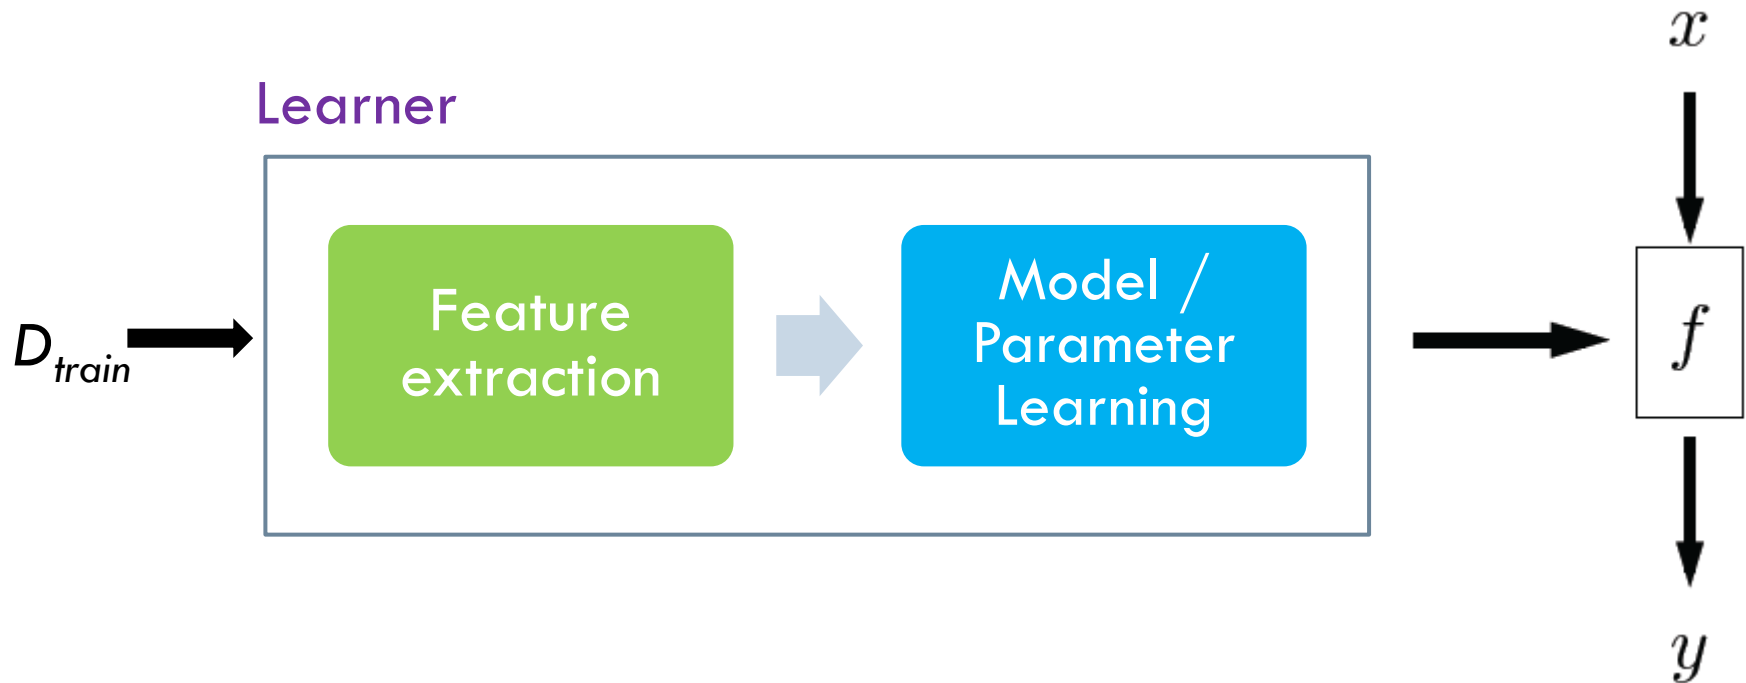 x
Learner
Feature
extraction
Model /
Parameter
Learning
D_train
f
y